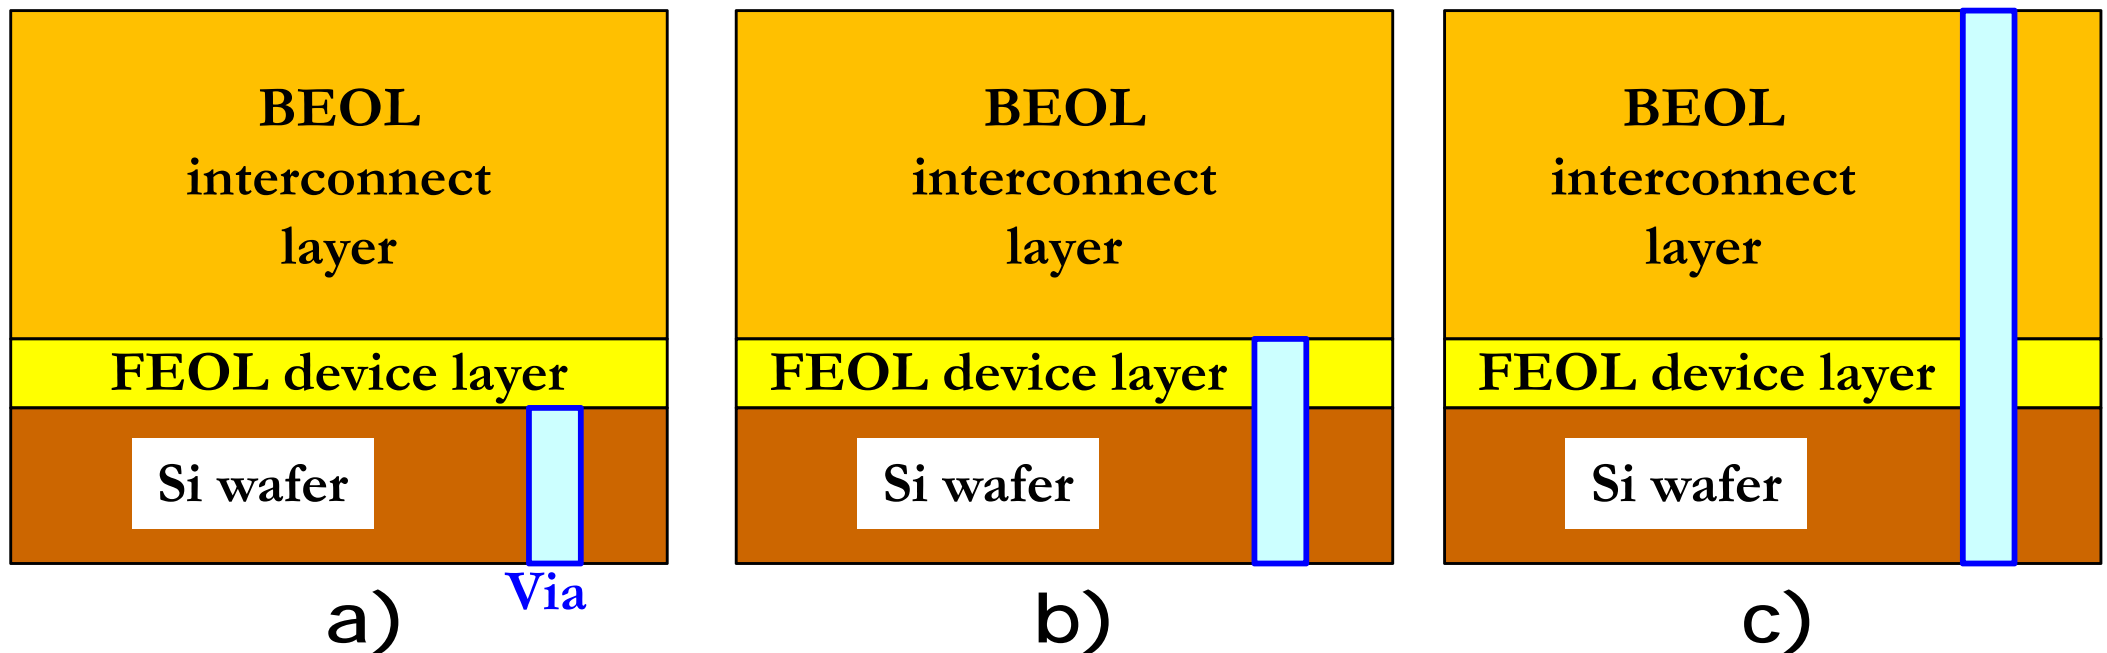 BEOL
interconnect
layer
FEOL device layer
Si wafer
Via
a)
BEOL
interconnect
layer
FEOL device layer
Si wafer
b)
BEOL
interconnect
layer
FEOL device layer
Si wafer
c)